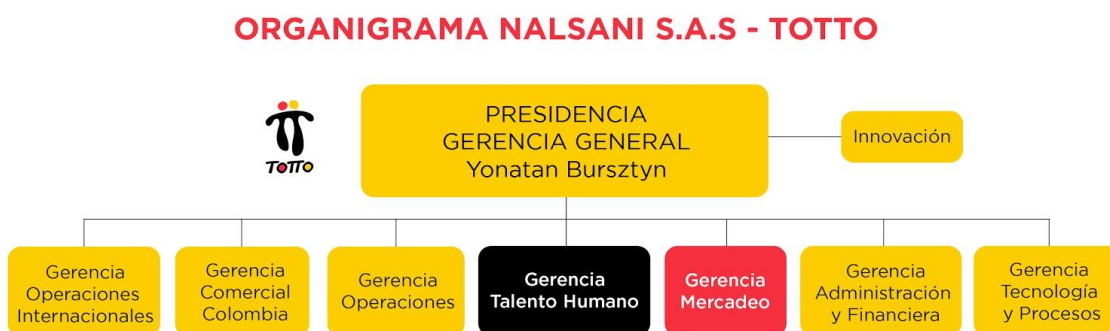 ORGANIGRAMA NALSANI S.A.S - TOTTO
TOTTO
PRESIDENCIA
GERENCIA GENERAL
Yonatan Bursztyn
Innovación
Gerencia
Operaciones
Internacionales
Gerencia
Comercial
Colombia
Gerencia
Operaciones
Gerencia
Talento Humano
Gerencia
Mercadeo
Gerencia
Administración
y Financiera
Gerencia
Tecnología
y Procesos